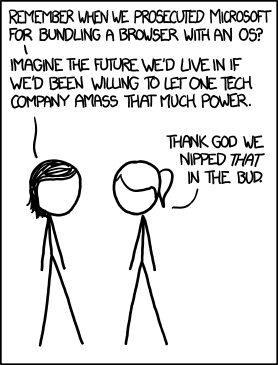 REMEMBER WHEN WE PROSECUTED MICROSOFT
FOR BUNDLING A BROWSER WITH AN OS?
IMAGINE THE FUTURE WE'D LIVE IN IF
WE'D BEEN WILLING TO LET ONE TECH
COMPANY AMASS THAT MUCH POWER.
THANK GOD WE
NIPPED THAT
IN THE BUD.